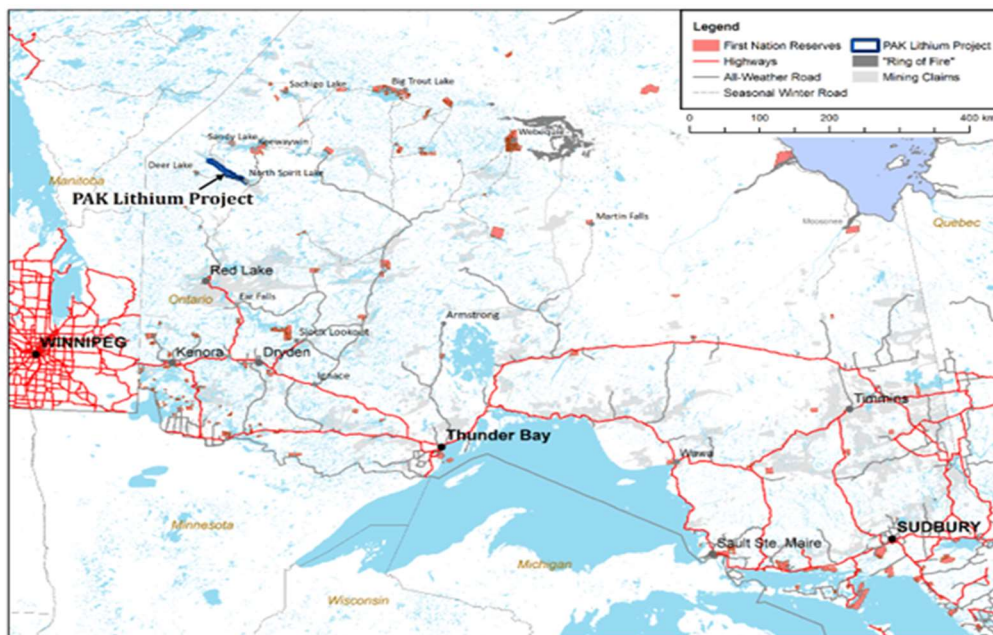 Legend
First Nation Reserves
Highways
All-Weather Road
Seasonal Winter Road
PAK Lithium Project
"Ring of Fire"
Mining Claims
0 100 200 400 km
Sachigo Lake
Big Trout Lake
Sandy Lake
Keewaywin
Webequie
Deer Lake
North Spirit Lake
Manitoba
PAK Lithium Project
Martin Falls
Moosonee
Quebec
Red Lake
Ear Falls
Ontario
Armstrong
Sioux Lookout
WINNIPEG
Kenora
Dryden
Ignace
Timmins
Thunder Bay
Wawa
Minnesota
SUDBURY
Sault Ste. Maire
Michigan
Wisconsin